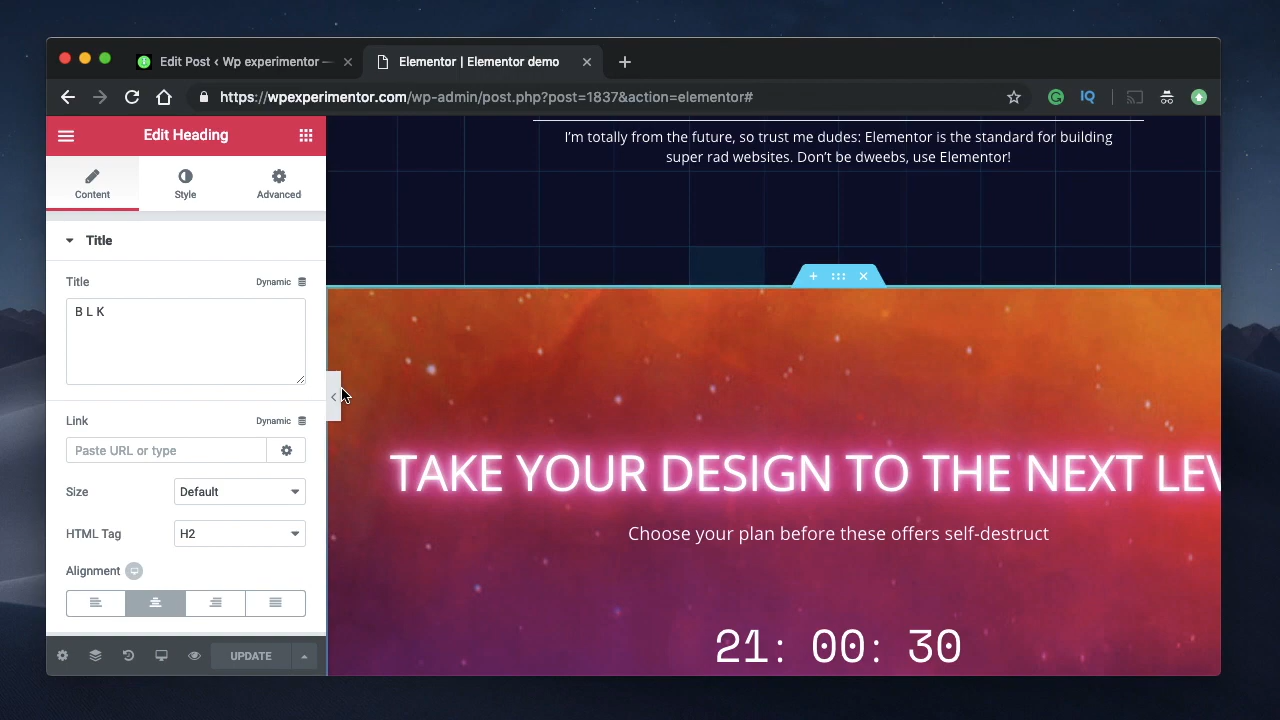 Edit Post ‹ Wp experimentor —
Elementor | Elementor demo
https://wpexperimentor.com/wp-admin/post.php?post=1837&action=elementor#
IQ
Edit Heading
Content
Style
Advanced
Title
Title
Dynamic
B L K
Link
Dynamic
Paste URL or type
Size
Default
HTML Tag
H2
Alignment
UPDATE
I'm totally from the future, so trust me dudes: Elementor is the standard for building
super rad websites. Don't be dweebs, use Elementor!
TAKE YOUR DESIGN TO THE NEXT LEV
Choose your plan before these offers self-destruct
21: 00: 30